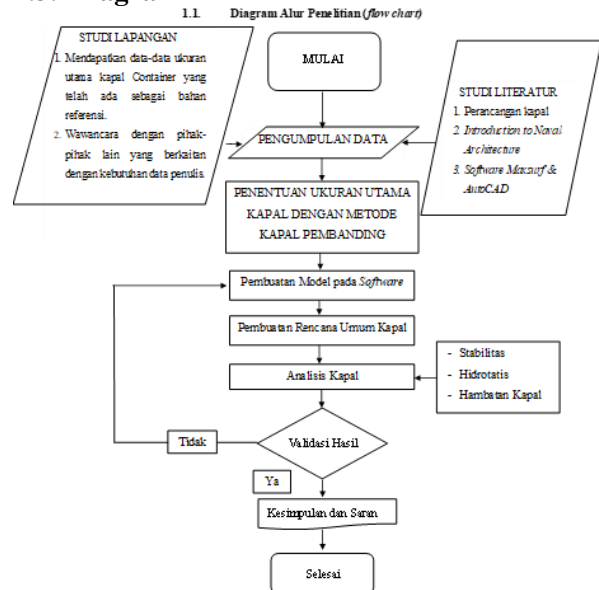 1.1. Diagram Alur Penelitian (flow chart)
STUDI LAPANGAN
1. Mendapatkan data-data ukuran
utama kapal Container yang
telah ada sebagai bahan
referensi.
2. Wawancara dengan pihak-
pihak lain yang berkaitan
dengan kebutuhan data penulis.
MULAI
STUDI LITERATUR
1. Perancangan kapal
2. Introduction to Naval
Architecture
3. Software Maxsurf &
AutoCAD
PENGUMPULAN DATA
PENENTUAN UKURAN UTAMA
KAPAL DENGAN METODE
KAPAL PEMBANDING
Pembuatan Model pada Software
Pembuatan Rencana Umum Kapal
Analisis Kapal
- Stabilitas
- Hidrotatis
- Hambatan Kapal
Validasi Hasil
Tidak
Ya
Kesimpulan dan Saran
Selesai